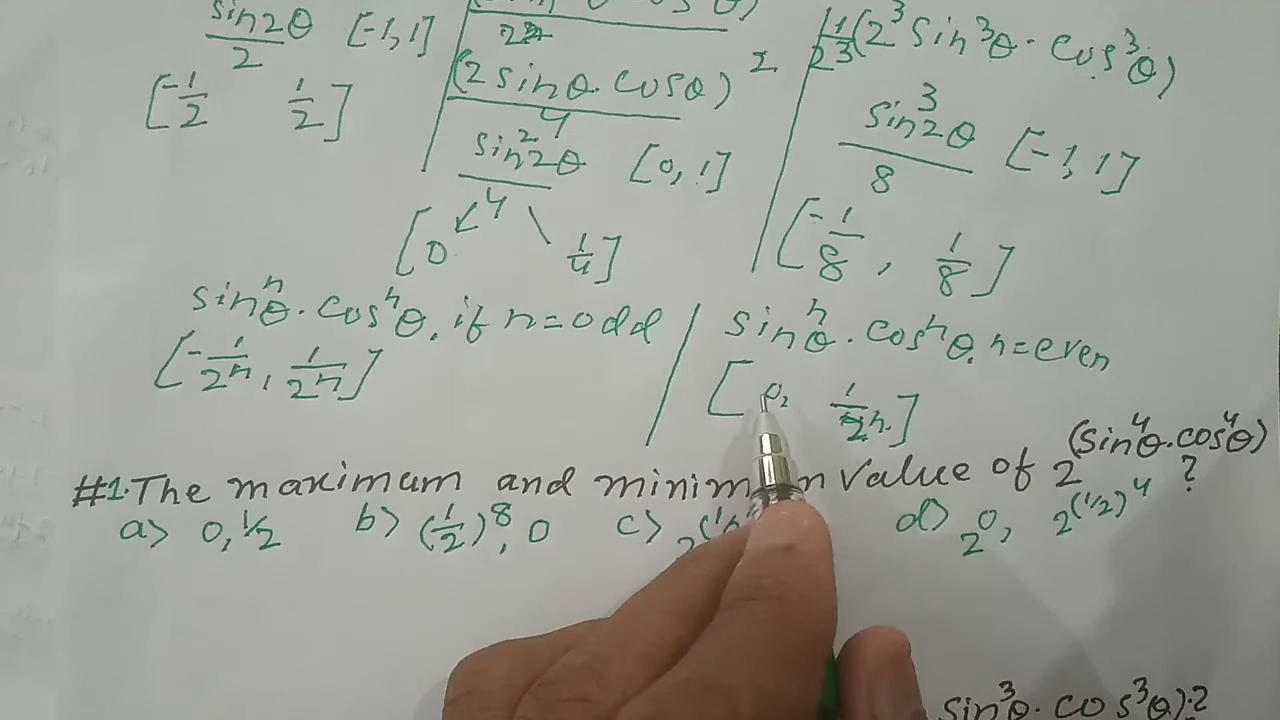 sin2θ/2 [-1, 1]
[-1/2 1/2]
(2 sinθ. cosθ)²/4
sin²2θ/4 [0, 1]
[0 1/4]
1/2³(2³ sin³θ. cos³θ)
sin³2θ/8 [-1, 1]
[-1/8, 1/8]
sinⁿθ. cosⁿθ, if n=odd
[-1/2ⁿ, 1/2ⁿ]
sinⁿθ. cosⁿθ, n=even
[0, 1/2ⁿ]
#1. The maximum and value of 2^(sin⁴θ.cos⁴θ) ?
a> 0, 1/2 b> (1/2)⁸, 0 c> d> 2⁰, 2^(1/2)⁴
sin³θ. cos³θ).2